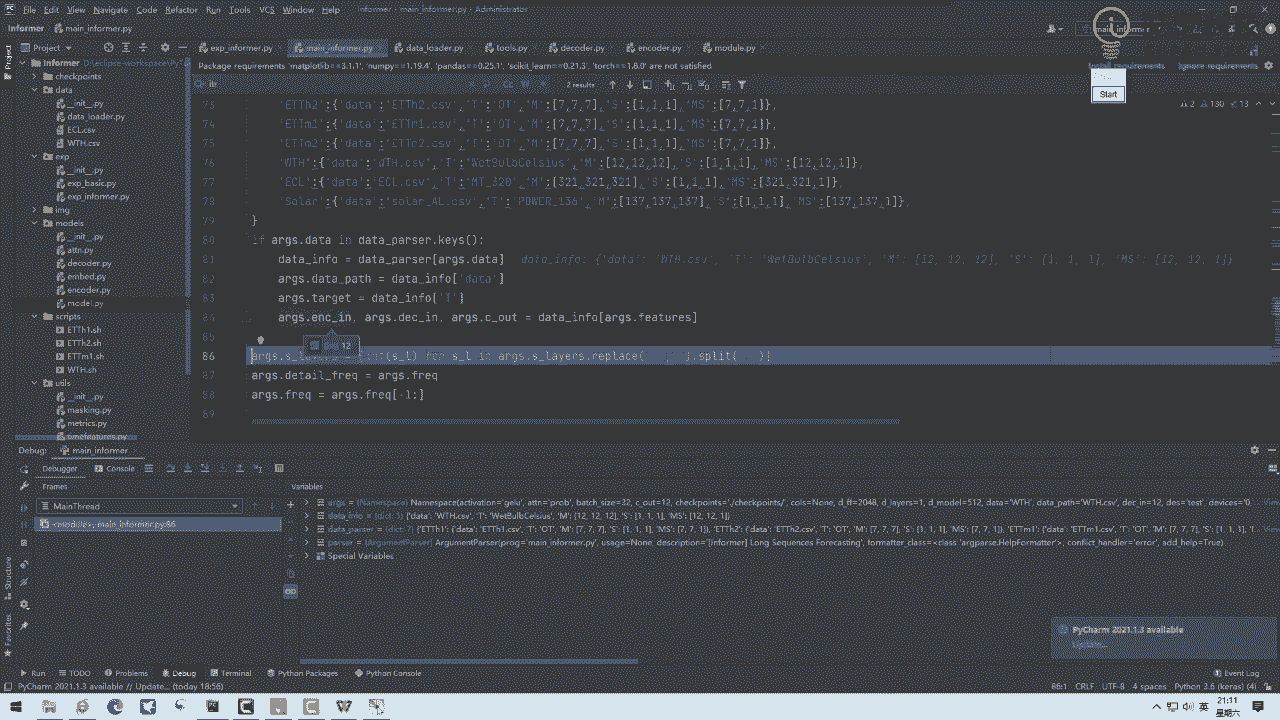 File Edit View Navigate Code Refactor Run Tools VCS Window Help Informer - main_informer.py - Administrator
Informer main_informer.py main_informer
Project exp_informer.py main_informer.py data_loader.py tools.py decoder.py encoder.py module.py
Informer
Package requirements 'matplotlib==3.1.1', 'numpy==1.19.4', 'pandas==0.25.1', 'scikit_learn==0.21.3', 'torch==1.8.0' are not satisfied
Install requirements Ignore requirements
checkpoints
data
__init__.py
data_loader.py
ECL.csv
WTH.csv
exp
__init__.py
exp_basic.py
exp_informer.py
img
models
__init__.py
attn.py
decoder.py
embed.py
encoder.py
model.py
scripts
ETTh1.sh
ETTh2.sh
ETTm1.sh
WTH.sh
utils
__init__.py
masking.py
metrics.py
timefeatures.py
2 results
Start
2 130 13
73 'ETTh2':{'data':'ETTh2.csv','T':'OT','M':[7,7,7],'S':[1,1,1],'MS':[7,7,1]},
74 'ETTm1':{'data':'ETTm1.csv','T':'OT','M':[7,7,7],'S':[1,1,1],'MS':[7,7,1]},
75 'ETTm2':{'data':'ETTm2.csv','T':'OT','M':[7,7,7],'S':[1,1,1],'MS':[7,7,1]},
76 'WTH':{'data':'WTH.csv','T':'WetBulbCelsius','M':[12,12,12],'S':[1,1,1],'MS':[12,12,1]},
77 'ECL':{'data':'ECL.csv','T':'MT_320','M':[321,321,321],'S':[1,1,1],'MS':[321,321,1]},
78 'Solar':{'data':'solar_AL.csv','T':'POWER_136','M':[137,137,137],'S':[1,1,1],'MS':[137,137,1]},
79 }
80 if args.data in data_parser.keys():
81 data_info = data_parser[args.data] data_info: {'data': 'WTH.csv', 'T': 'WetBulbCelsius', 'M': [12, 12, 12], 'S': [1, 1, 1], 'MS': [12, 12, 1]}
82 args.data_path = data_info['data']
83 args.target = data_info['T']
84 args.enc_in, args.dec_in, args.c_out = data_info[args.features]
85
12
86 args.s_layers (s_l) for s_l in args.s_layers.replace( ).split( )]
87 args.detail_freq = args.freq
88 args.freq = args.freq[-1:]
89
Debug: main_informer
Debugger Console
Frames Variables
MainThread
<module>, main_informer.py:86
args = {Namespace} Namespace(activation='gelu', attn='prob', batch_size=32, c_out=12, checkpoints='./checkpoints/', cols=None, d_ff=2048, d_layers=1, d_model=512, data='WTH', data_path='WTH.csv', dec_in=12,
data_info = {dict: 5} {'data': 'WTH.csv', 'T': 'WetBulbCelsius', 'M': [12, 12, 12], 'S': [1, 1, 1], 'MS': [12, 12, 1]}
data_parser = {dict: 7} {'ETTh1': {'data': 'ETTh1.csv', 'T': 'OT', 'M': [7, 7, 7], 'S': [1, 1, 1], 'MS': [7, 7, 1]}, 'ETTh2': {'data': 'ETTh2.csv', 'T': 'OT', 'M': [7, 7, 7], 'S': [1, 1, 1], 'MS': [7, 7, 1]}, 'ETTm1': {'data': 'ETTm1.csv', 'T': 'OT', 'M': [7, 7, 7], 'S': [1, 1, 1],
parser = {ArgumentParser} ArgumentParser(prog='main_informer.py', usage=None, description='[Informer] Long Sequences Forecasting', formatter_class=<class 'argparse.HelpFormatter'>, conflict_handler='error', add_help=True)
Special Variables
Structure
Favorites
PyCharm 2021.1.3 available
Update...
Run TODO Problems Debug Terminal Python Packages Python Console Event Log
PyCharm 2021.1.3 available // Update... (today 18:56) 86:1 CRLF UTF-8 4 spaces Python 3.6 (keras) (4)
英 21:11
星期六